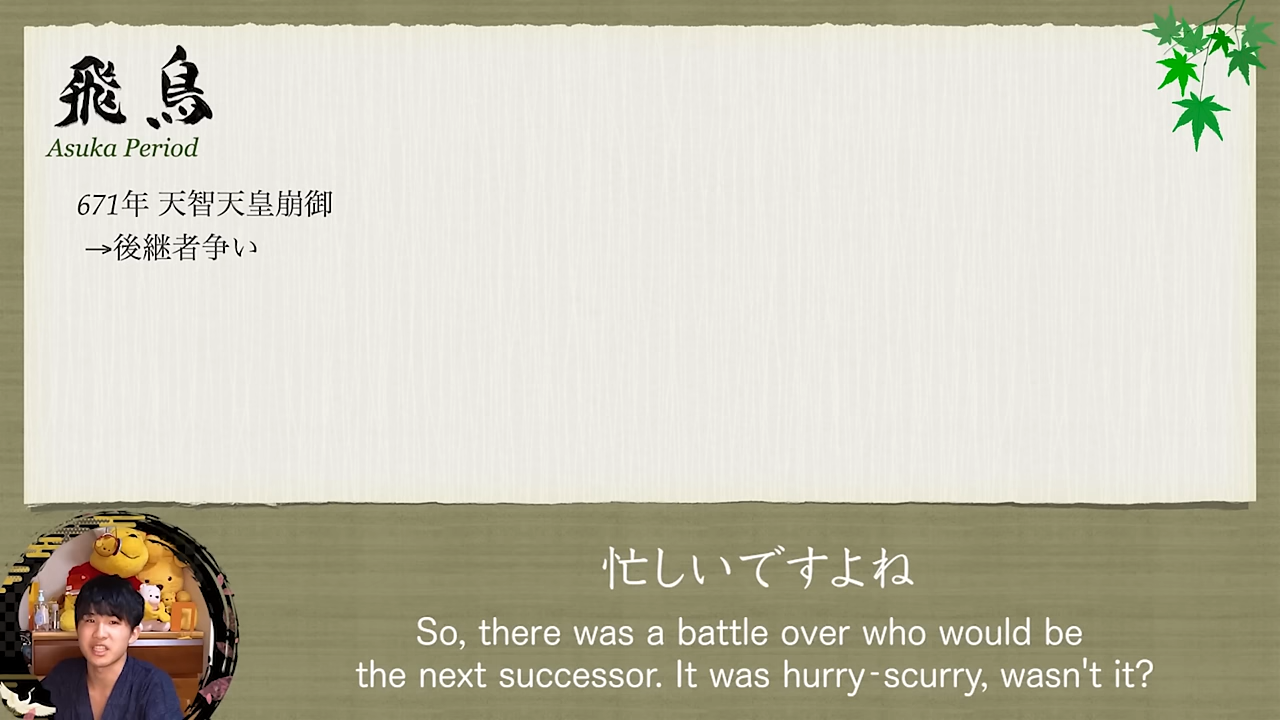 飛鳥
Asuka Period
671年 天智天皇崩御
→後継者争い
忙しいですよね
So, there was a battle over who would be
the next successor. It was hurry-scurry, wasn't it?